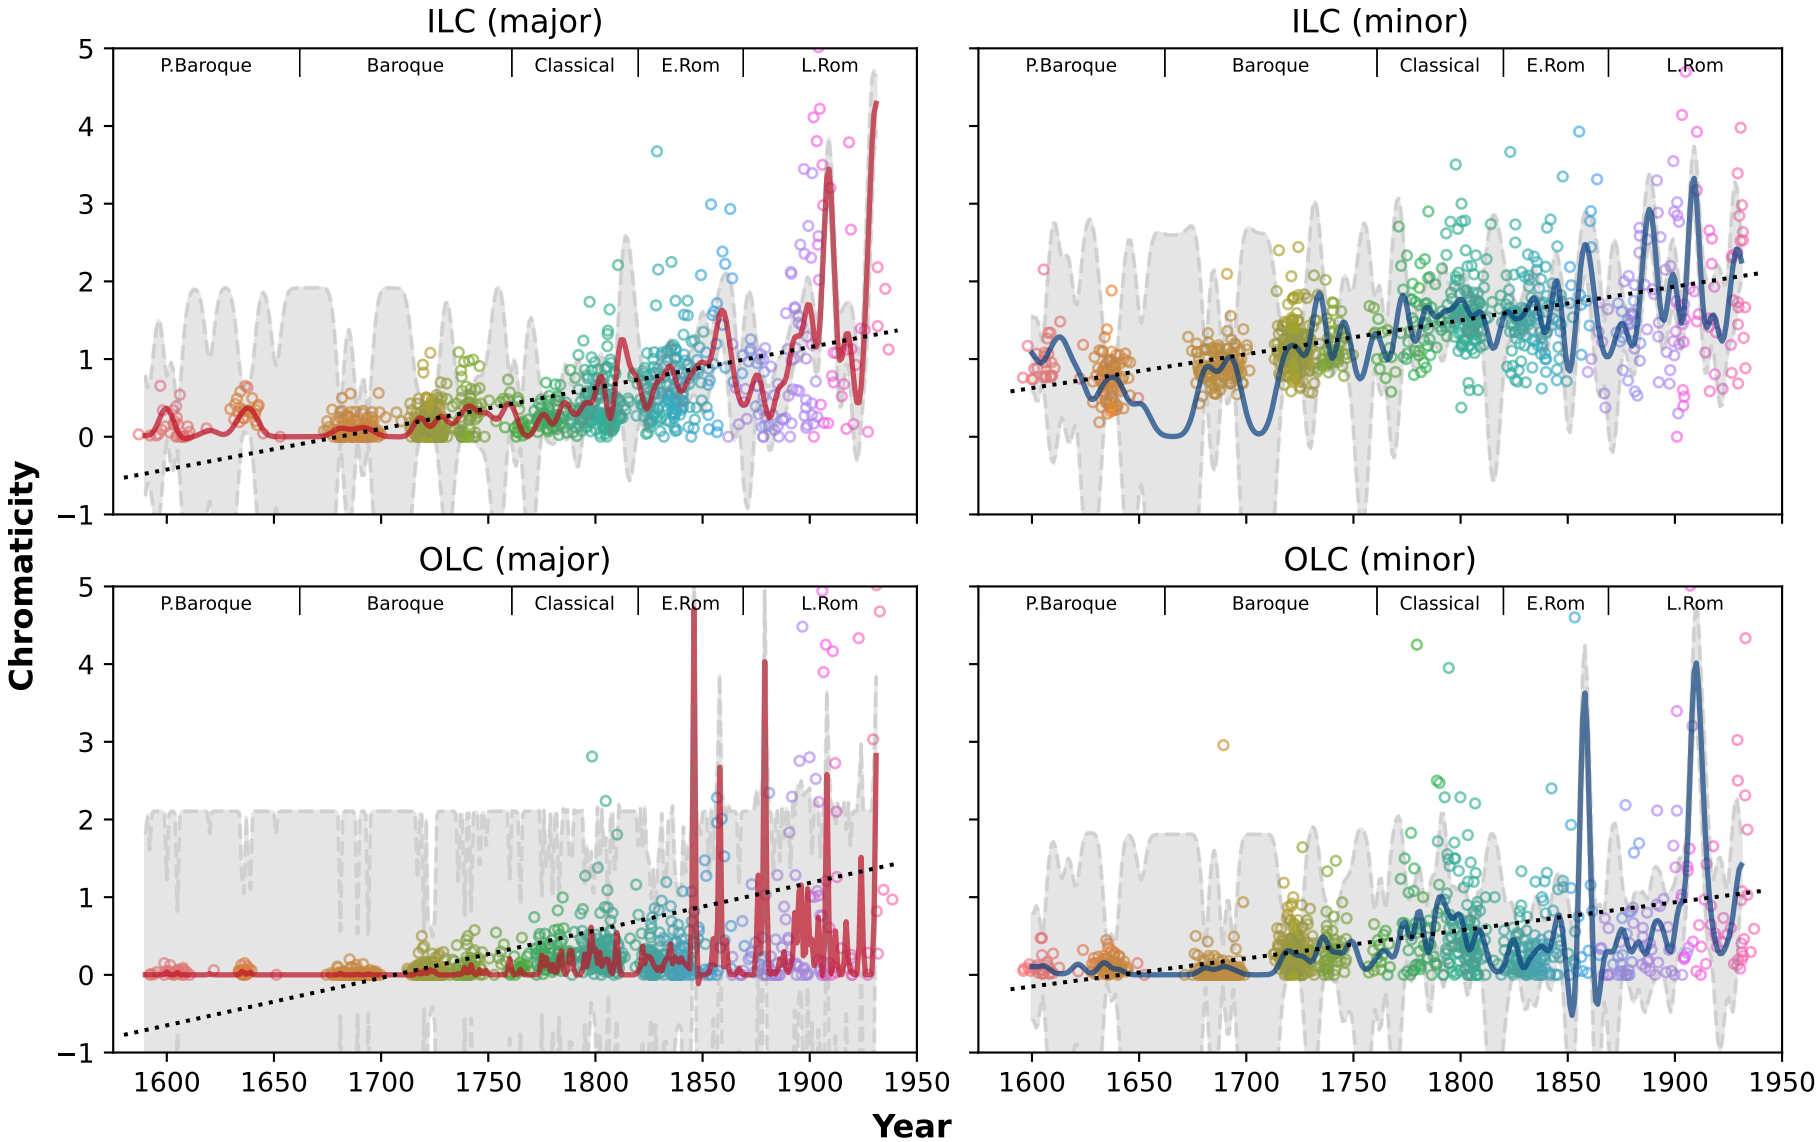 ILC (major)
ILC (minor)
5
P.Baroque Baroque Classical E.Rom L.Rom
P.Baroque Baroque Classical E.Rom L.Rom
4
3
2
1
0
−1
OLC (major)
OLC (minor)
5
P.Baroque Baroque Classical E.Rom L.Rom
P.Baroque Baroque Classical E.Rom L.Rom
4
3
2
1
0
−1
1600 1650 1700 1750 1800 1850 1900 1950
1600 1650 1700 1750 1800 1850 1900 1950
Chromaticity
Year